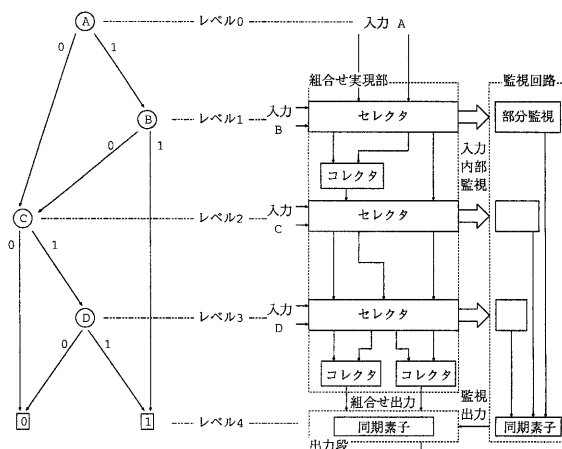 A
レベル0
入力 A
0
1
組合せ実現部
監視回路
B
レベル1
入力
B
セレクタ
部分監視
0
1
コレクタ
入力
内部
監視
C
レベル2
入力
C
セレクタ
0
1
D
レベル3
入力
D
セレクタ
0
1
コレクタ
コレクタ
組合せ出力
監視
出力
0
1
レベル4
同期素子
同期素子
出力段